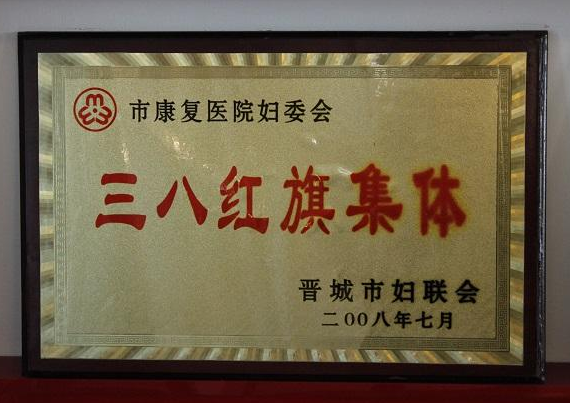 市康复医院妇委会
三八红旗集体
晋城市妇联会
二00八年七月